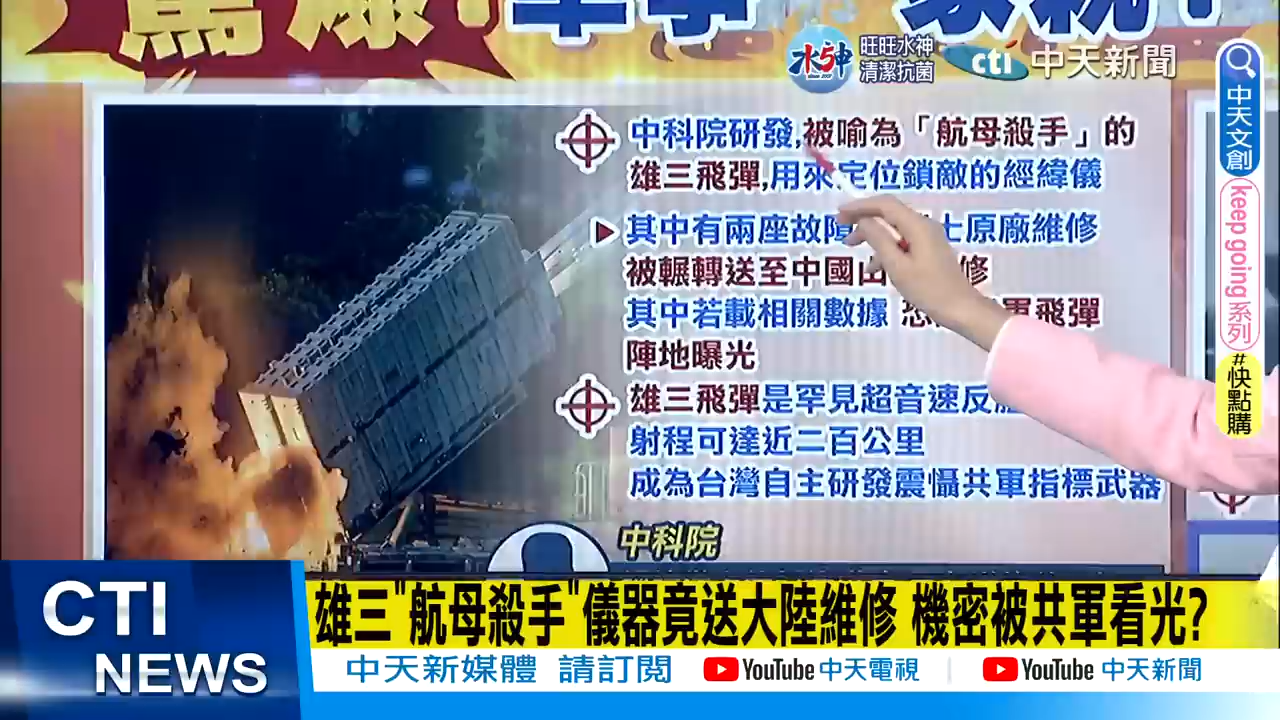 水神
since 2017
旺旺水神
清潔抗菌
cti 中天新聞
中天文創
keep going系列
#快點購
中科院研發,被喻為「航母殺手」的
雄三飛彈,用來定位鎖敵的經緯儀
其中有兩座故障 士原廠維修
被輾轉送至中國山 修
其中若載相關數據 恐 軍飛彈
陣地曝光
雄三飛彈是罕見超音速反
射程可達近二百公里
成為台灣自主研發震懾共軍指標武器
中科院
CTI
NEWS
雄三"航母殺手"儀器竟送大陸維修 機密被共軍看光?
中天新媒體 請訂閱 YouTube 中天電視 YouTube 中天新聞